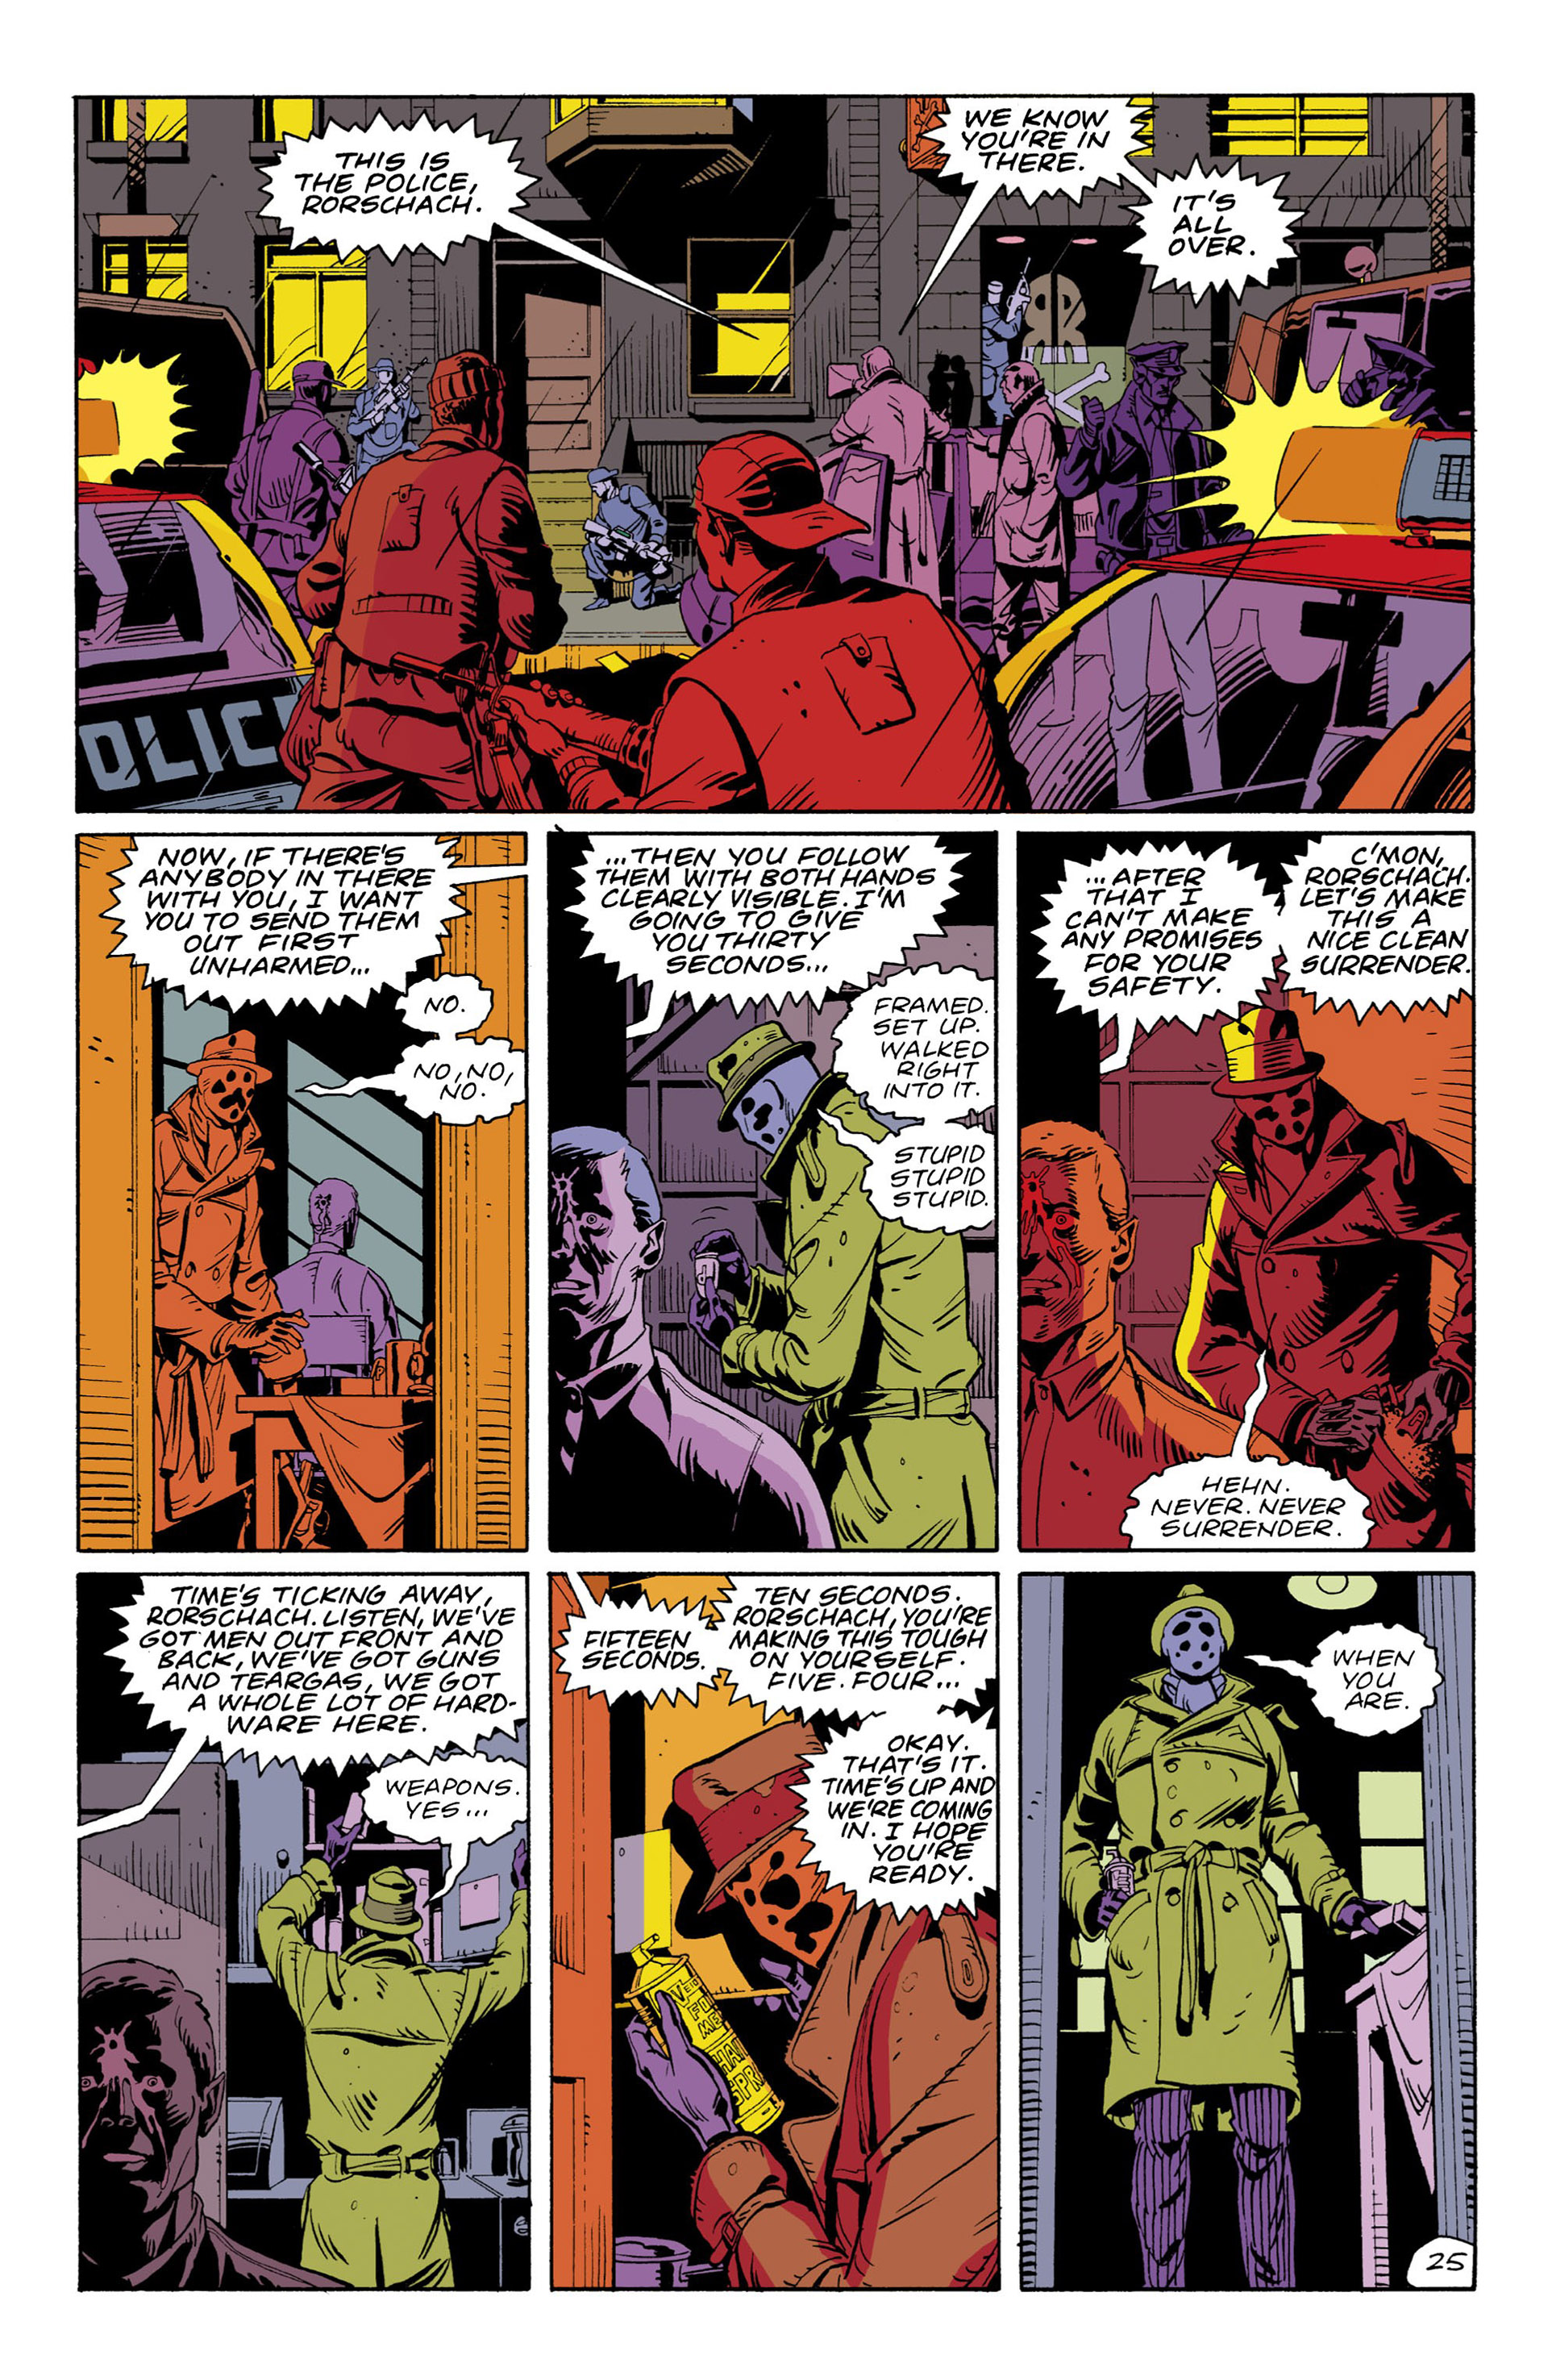 THIS IS
THE POLICE,
RORSCHACH.
WE KNOW
YOU'RE IN
THERE.
IT'S
ALL
OVER.
OLICE
NOW, IF THERE'S
ANYBODY IN THERE
WITH YOU, I WANT
YOU TO SEND THEM
OUT FIRST
UNHARMED...
NO.
NO, NO,
NO.
...THEN YOU FOLLOW
THEM WITH BOTH HANDS
CLEARLY VISIBLE. I'M
GOING TO GIVE
YOU THIRTY
SECONDS...
FRAMED.
SET UP.
WALKED
RIGHT
INTO IT.
STUPID
STUPID
STUPID.
...AFTER
THAT I
CAN'T MAKE
ANY PROMISES
FOR YOUR
SAFETY.
C'MON,
RORSCHACH.
LET'S MAKE
THIS A
NICE CLEAN
SURRENDER.
HEHN.
NEVER. NEVER
SURRENDER.
TIME'S TICKING AWAY,
RORSCHACH. LISTEN, WE'VE
GOT MEN OUT FRONT AND
BACK, WE'VE GOT GUNS
AND TEARGAS, WE GOT
A WHOLE LOT OF HARD-
WARE HERE.
WEAPONS.
YES...
FIFTEEN
SECONDS.
TEN SECONDS.
RORSCHACH, YOU'RE
MAKING THIS TOUGH
ON YOURSELF.
FIVE. FOUR...
OKAY.
THAT'S IT.
TIME'S UP AND
WE'RE COMING
IN. I HOPE
YOU'RE
READY.
FO
ME
HAI
SPR
WHEN
YOU
ARE.
25